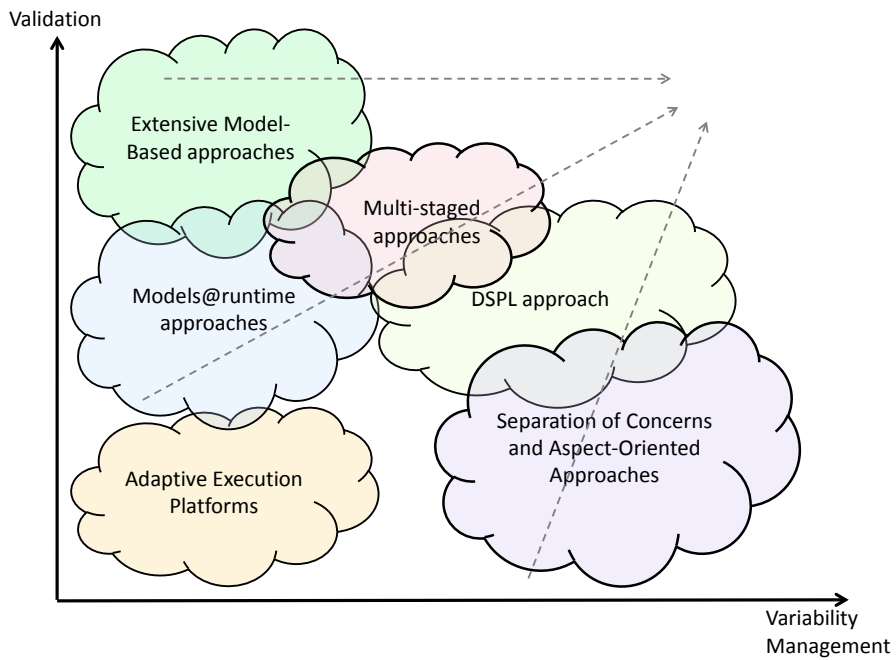 Validation
Extensive Model-
Based approaches
Multi-staged
approaches
Models@runtime
approaches
DSPL approach
Separation of Concerns
and Aspect-Oriented
Approaches
Adaptive Execution
Platforms
Variability
Management